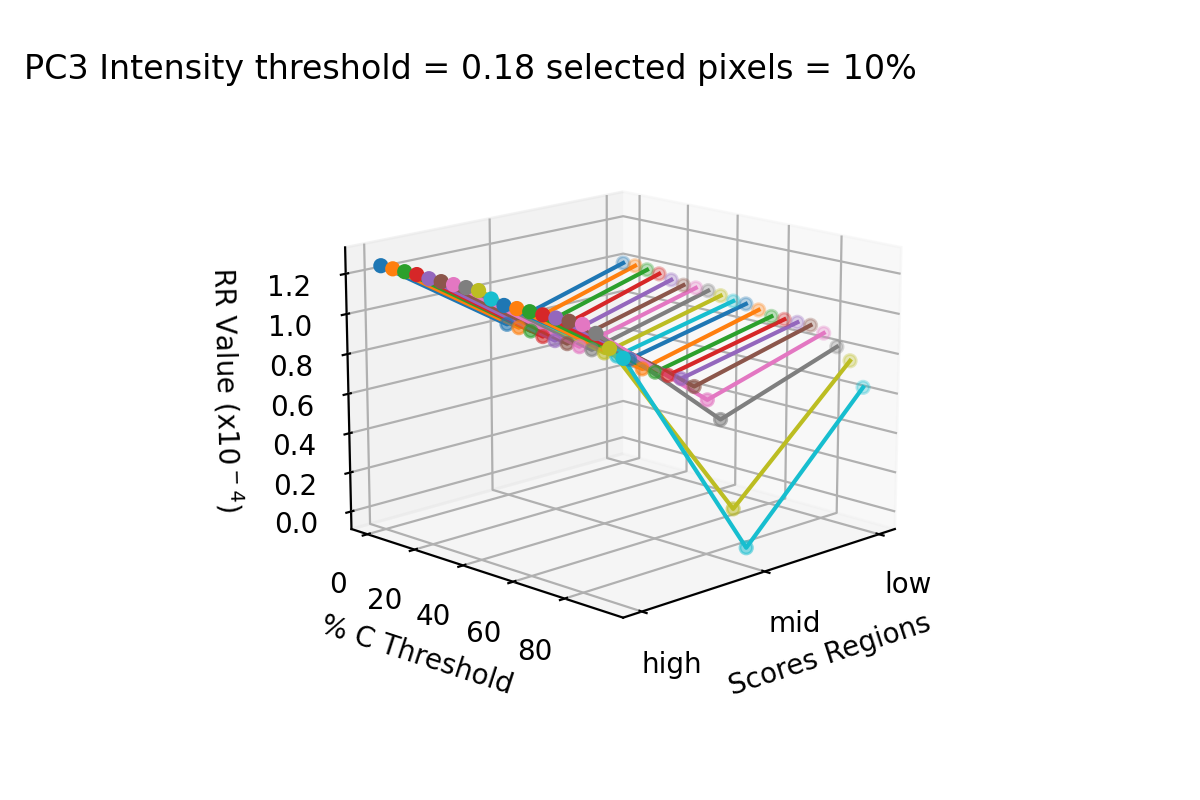 PC3 Intensity threshold = 0.18 selected pixels = 10%
RR Value (x10⁻⁴)
1.2
1.0
0.8
0.6
0.4
0.2
0.0
0
20
40
60
80
% C Threshold
high
mid
low
Scores Regions